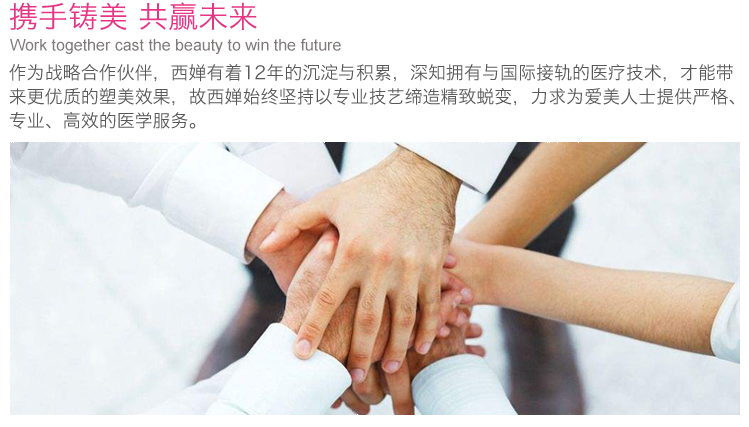 携手铸美 共赢未来
Work together cast the beauty to win the future
作为战略合作伙伴，西婵有着12年的沉淀与积累，深知拥有与国际接轨的医疗技术，才能带
来更优质的塑美效果，故西婵始终坚持以专业技艺缔造精致蜕变，力求为爱美人士提供严格、
专业、高效的医学服务。